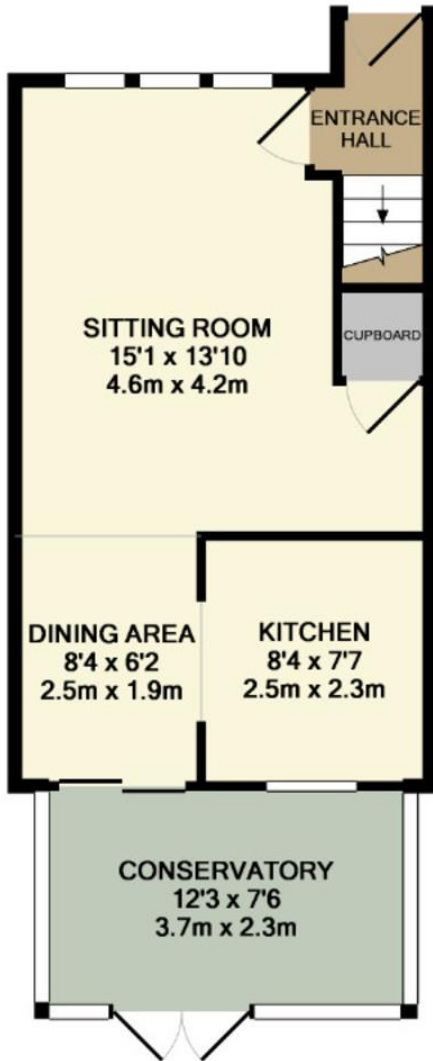 ENTRANCE
HALL
CUPBOARD
SITTING ROOM
15'1 x 13'10
4.6m x 4.2m
DINING AREA
8'4 x 6'2
2.5m x 1.9m
KITCHEN
8'4 x 7'7
2.5m x 2.3m
CONSERVATORY
12'3 x 7'6
3.7m x 2.3m